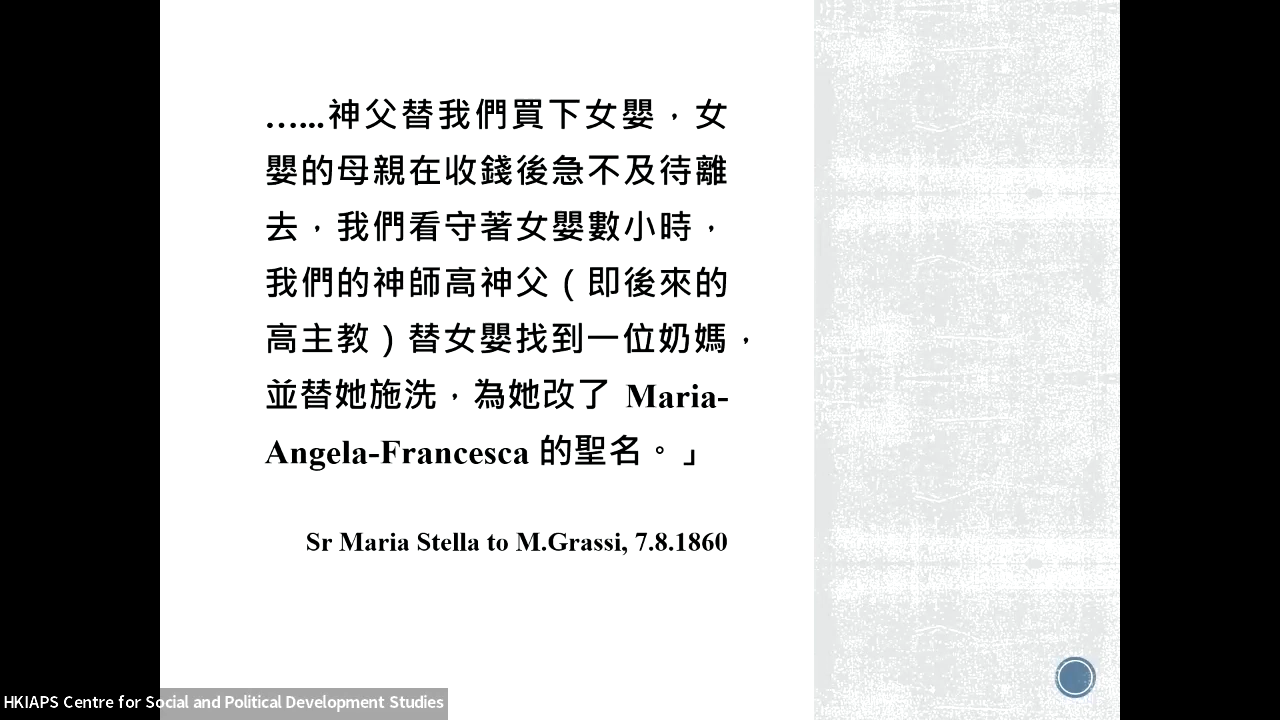 …...神父替我們買下女嬰，女
嬰的母親在收錢後急不及待離
去，我們看守著女嬰數小時，
我們的神師高神父（即後來的
高主教）替女嬰找到一位奶媽，
並替她施洗，為她改了 Maria-
Angela-Francesca 的聖名。」
Sr Maria Stella to M.Grassi, 7.8.1860
HKIAPS Centre for Social and Political Development Studies